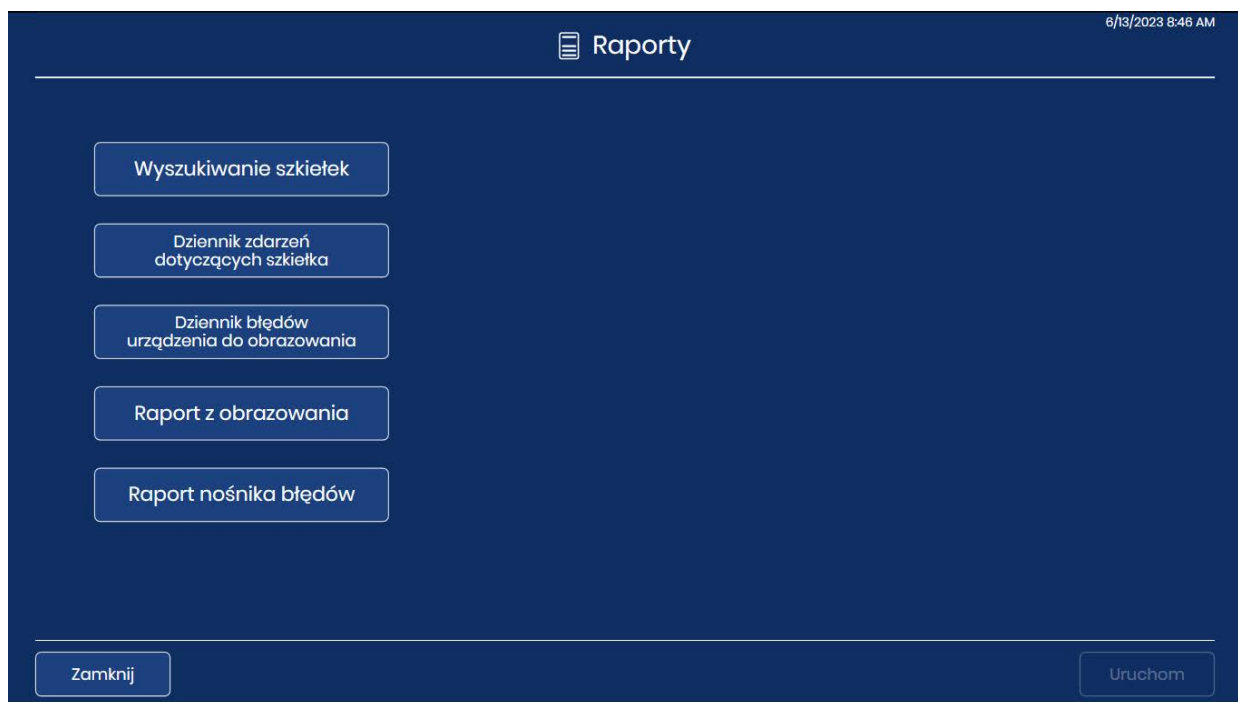 6/13/2023 8:46 AM
Raporty
Wyszukiwanie szkiełek
Dziennik zdarzeń
dotyczących szkiełka
Dziennik błędów
urządzenia do obrazowania
Raport z obrazowania
Raport nośnika błędów
Zamknij
Uruchom